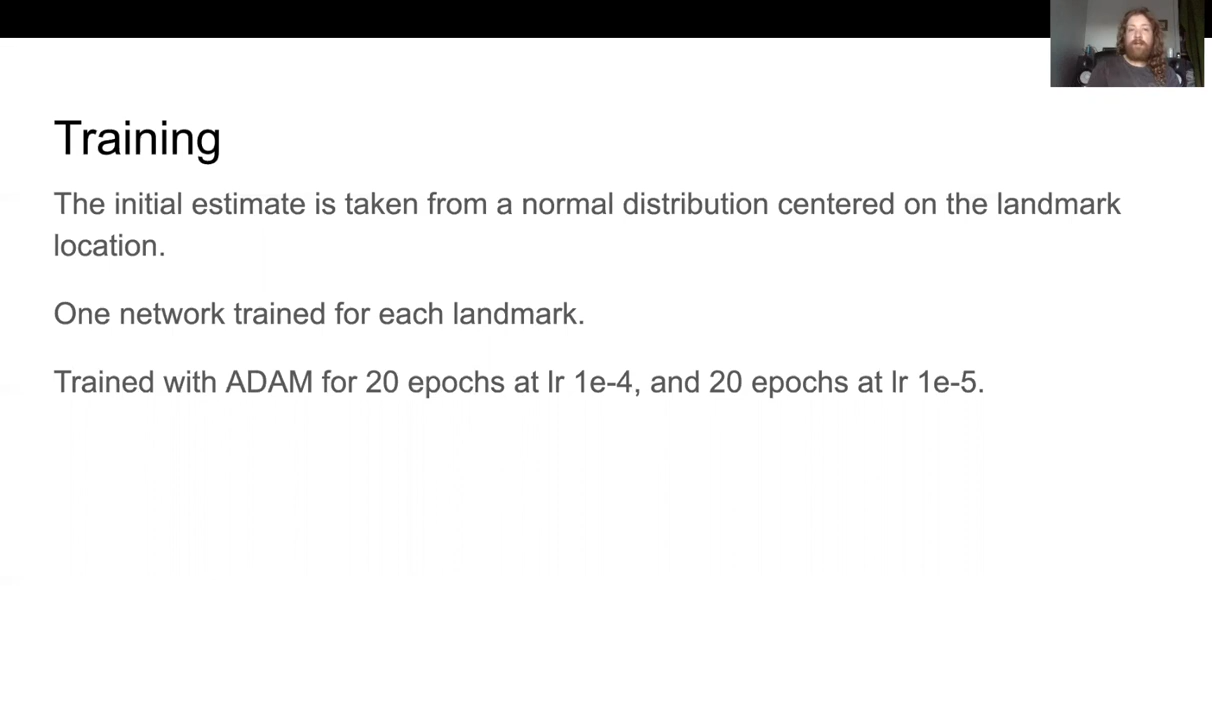 Training
The initial estimate is taken from a normal distribution centered on the landmark
location.
One network trained for each landmark.
Trained with ADAM for 20 epochs at lr 1e-4, and 20 epochs at lr 1e-5.